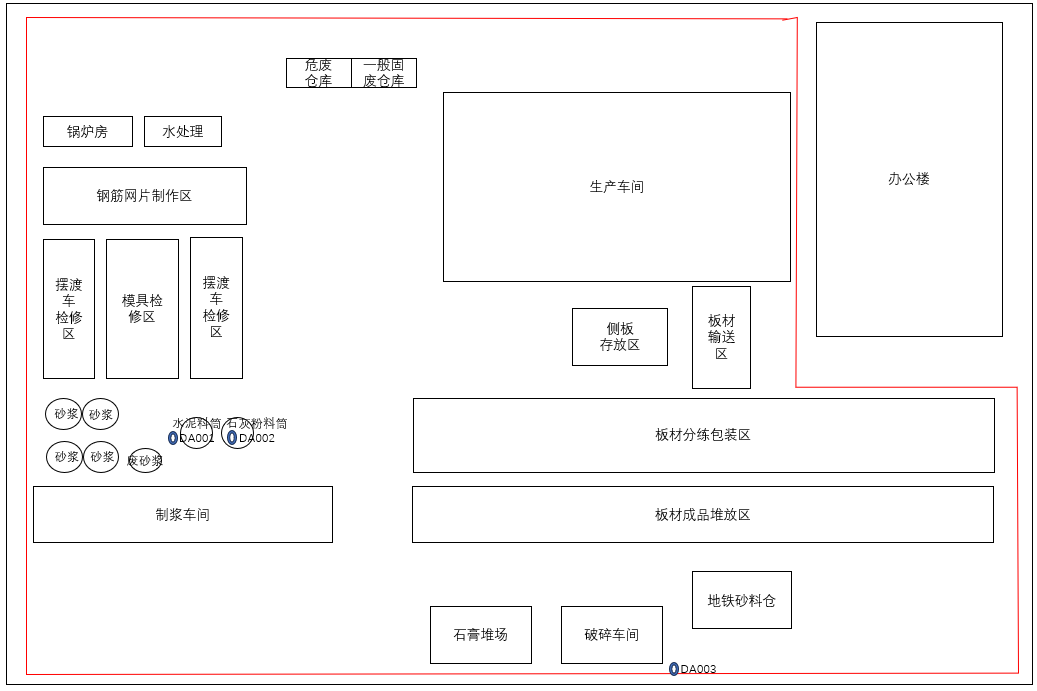 危废
仓库
一般固
废仓库
锅炉房
水处理
钢筋网片制作区
生产车间
办公楼
摆渡
车
检修
区
模具检
修区
摆渡
车
检修
区
侧板
存放区
板材
输送
区
砂浆
砂浆
水泥料筒
石灰粉料筒
DA001
DA002
砂浆
砂浆
废砂浆
板材分练包装区
制浆车间
板材成品堆放区
地铁砂料仓
石膏堆场
破碎车间
DA003